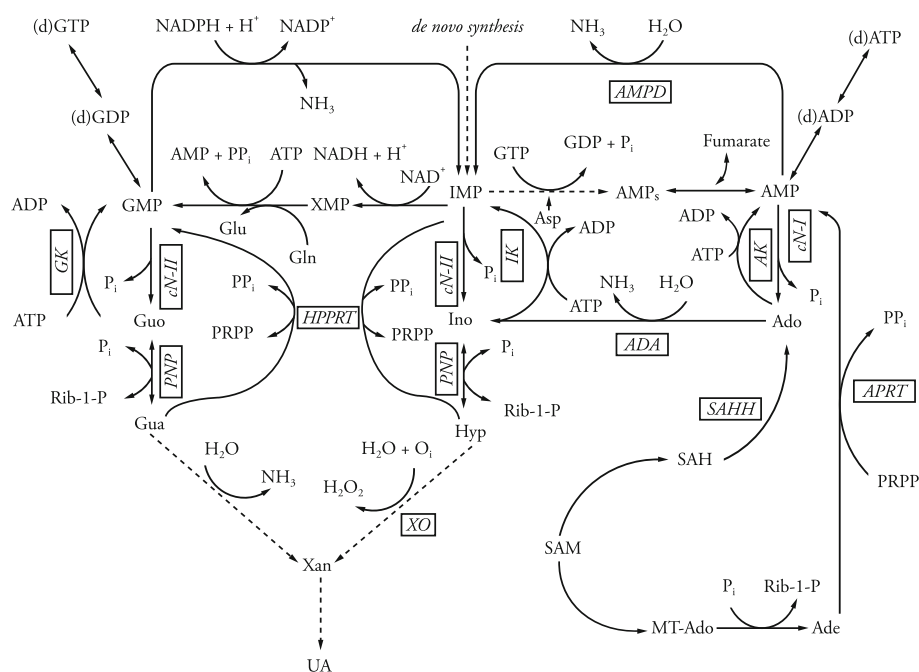 (d)GTP
NADPH + H⁺
NADP⁺
de novo synthesis
NH₃
H₂O
(d)ATP
AMPD
NH₃
(d)GDP
(d)ADP
AMP + PPᵢ
ATP
NADH + H⁺
NAD⁺
GTP
GDP + Pᵢ
Fumarate
ADP
GMP
XMP
IMP
AMPₛ
AMP
Glu
Gln
Asp
ADP
ADP
GK
cN-II
cN-II
IK
ATP
AK
cN-I
Pᵢ
PPᵢ
PPᵢ
Pᵢ
NH₃
H₂O
Pᵢ
ATP
ATP
Guo
PRPP
HPPRT
PRPP
Ino
ADA
Ado
PPᵢ
Pᵢ
PNP
PNP
Pᵢ
Rib-1-P
Rib-1-P
SAHH
APRT
Gua
Hyp
H₂O
H₂O + Oᵢ
NH₃
H₂O₂
XO
SAH
PRPP
Xan
SAM
Pᵢ
Rib-1-P
MT-Ado
Ade
UA